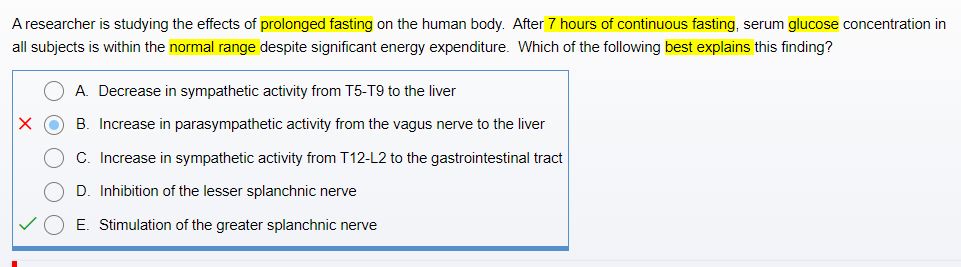 A researcher is studying the effects of prolonged fasting on the human body.  After 7 hours of continuous fasting, serum glucose concentration in
all subjects is within the normal range despite significant energy expenditure.  Which of the following best explains this finding?
A.  Decrease in sympathetic activity from T5-T9 to the liver
B.  Increase in parasympathetic activity from the vagus nerve to the liver
C.  Increase in sympathetic activity from T12-L2 to the gastrointestinal tract
D.  Inhibition of the lesser splanchnic nerve
E.  Stimulation of the greater splanchnic nerve